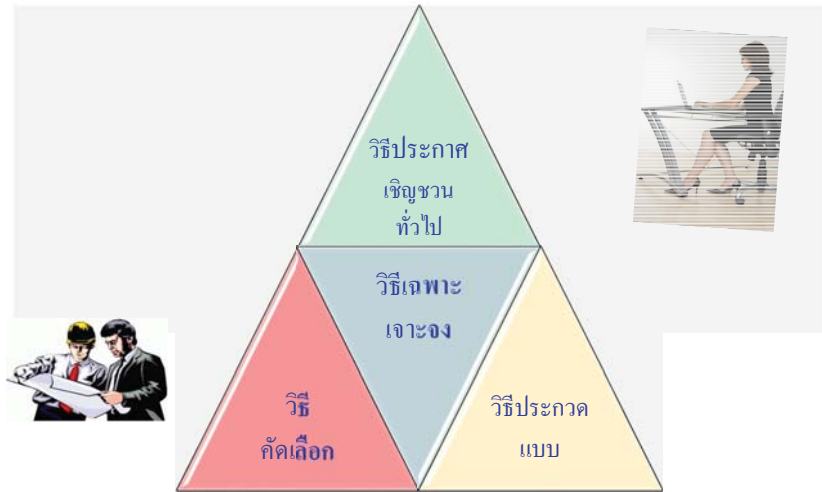 วิธีประกาศ
เชิญชวน
ทั่วไป
วิธีเฉพาะ
เจาะจง
วิธี
คัดเลือก
วิธีประกวด
แบบ